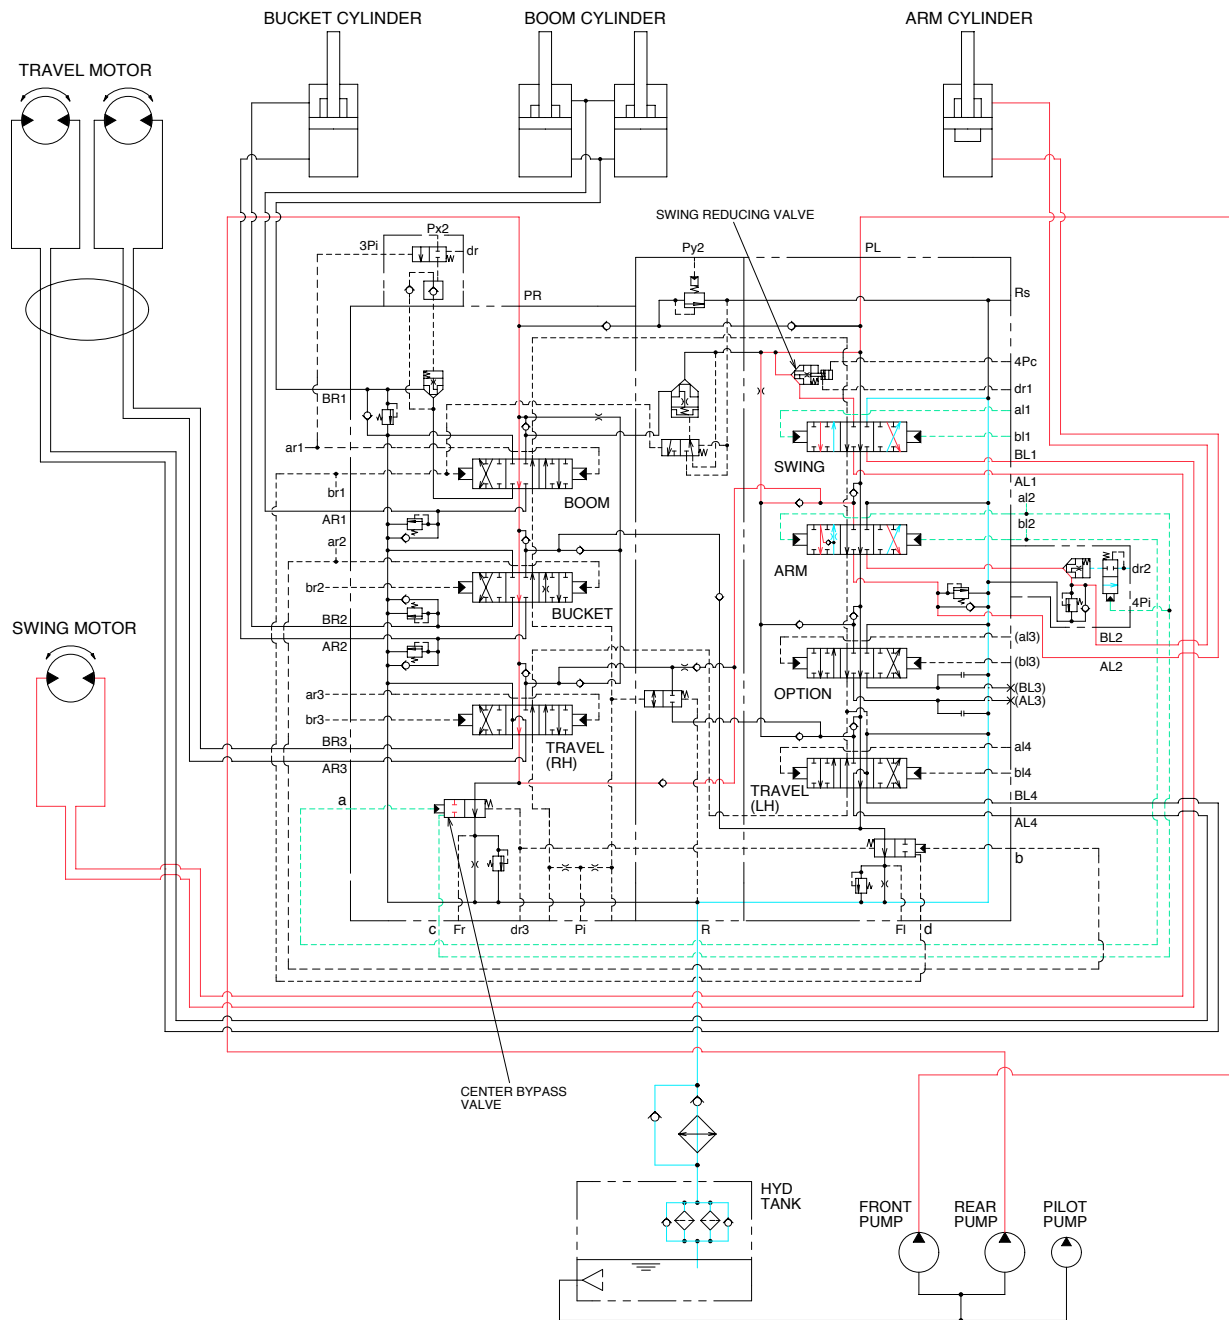 BUCKET CYLINDER
BOOM CYLINDER
ARM CYLINDER
TRAVEL MOTOR
SWING REDUCING VALVE
Px2
3Pi
dr
Py2
PL
PR
Rs
4Pc
dr1
BR1
al1
ar1
bl1
SWING
BL1
BOOM
AL1
br1
al2
AR1
bl2
ar2
ARM
dr2
br2
BUCKET
4Pi
BR2
SWING MOTOR
(al3)
BL2
AR2
AL2
(bl3)
OPTION
ar3
(BL3)
(AL3)
br3
BR3
TRAVEL
(RH)
al4
AR3
bl4
a
TRAVEL
(LH)
BL4
AL4
b
c
Fr
dr3
Pi
R
Fl
d
CENTER BYPASS
VALVE
HYD
TANK
FRONT
PUMP
REAR
PUMP
PILOT
PUMP